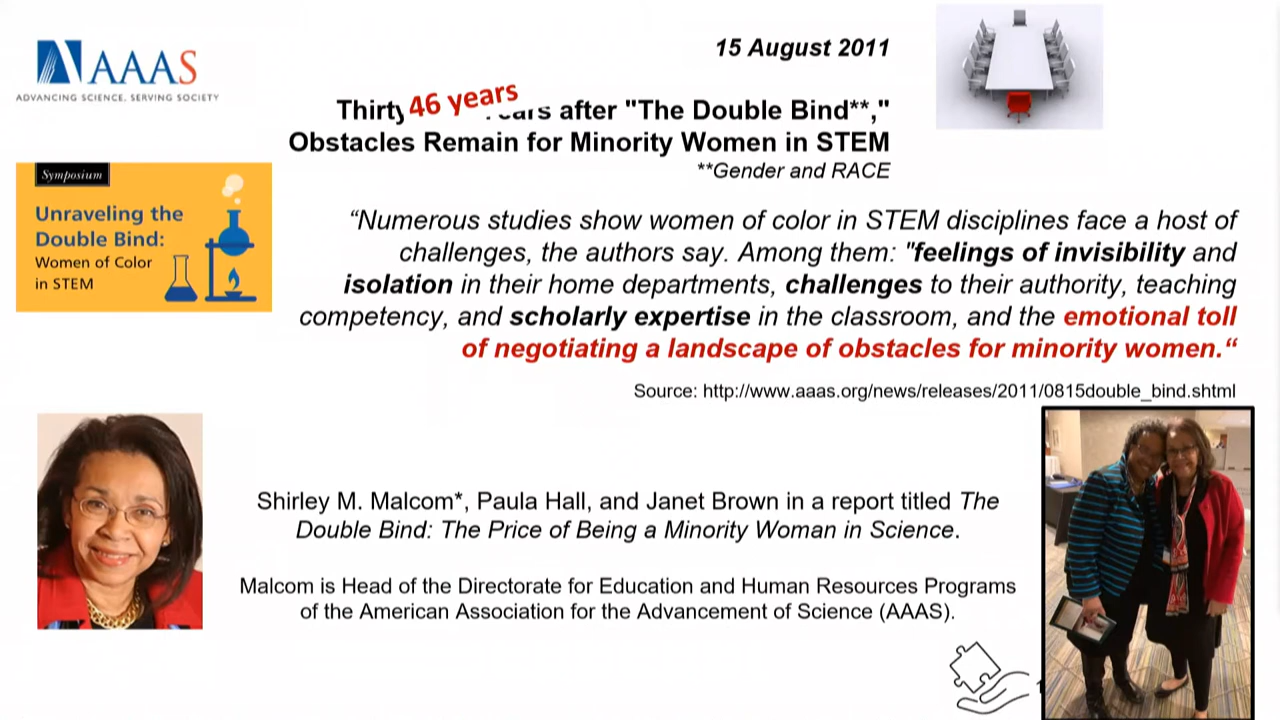 AAAS
ADVANCING SCIENCE. SERVING SOCIETY
15 August 2011
Thirty 46 years ears after "The Double Bind**,"
Obstacles Remain for Minority Women in STEM
**Gender and RACE
Symposium
Unraveling the
Double Bind:
Women of Color
in STEM
“Numerous studies show women of color in STEM disciplines face a host of
challenges, the authors say. Among them: "feelings of invisibility and
isolation in their home departments, challenges to their authority, teaching
competency, and scholarly expertise in the classroom, and the emotional toll
of negotiating a landscape of obstacles for minority women.“
Source: http://www.aaas.org/news/releases/2011/0815double_bind.shtml
Shirley M. Malcom*, Paula Hall, and Janet Brown in a report titled The
Double Bind: The Price of Being a Minority Woman in Science.
Malcom is Head of the Directorate for Education and Human Resources Programs
of the American Association for the Advancement of Science (AAAS).